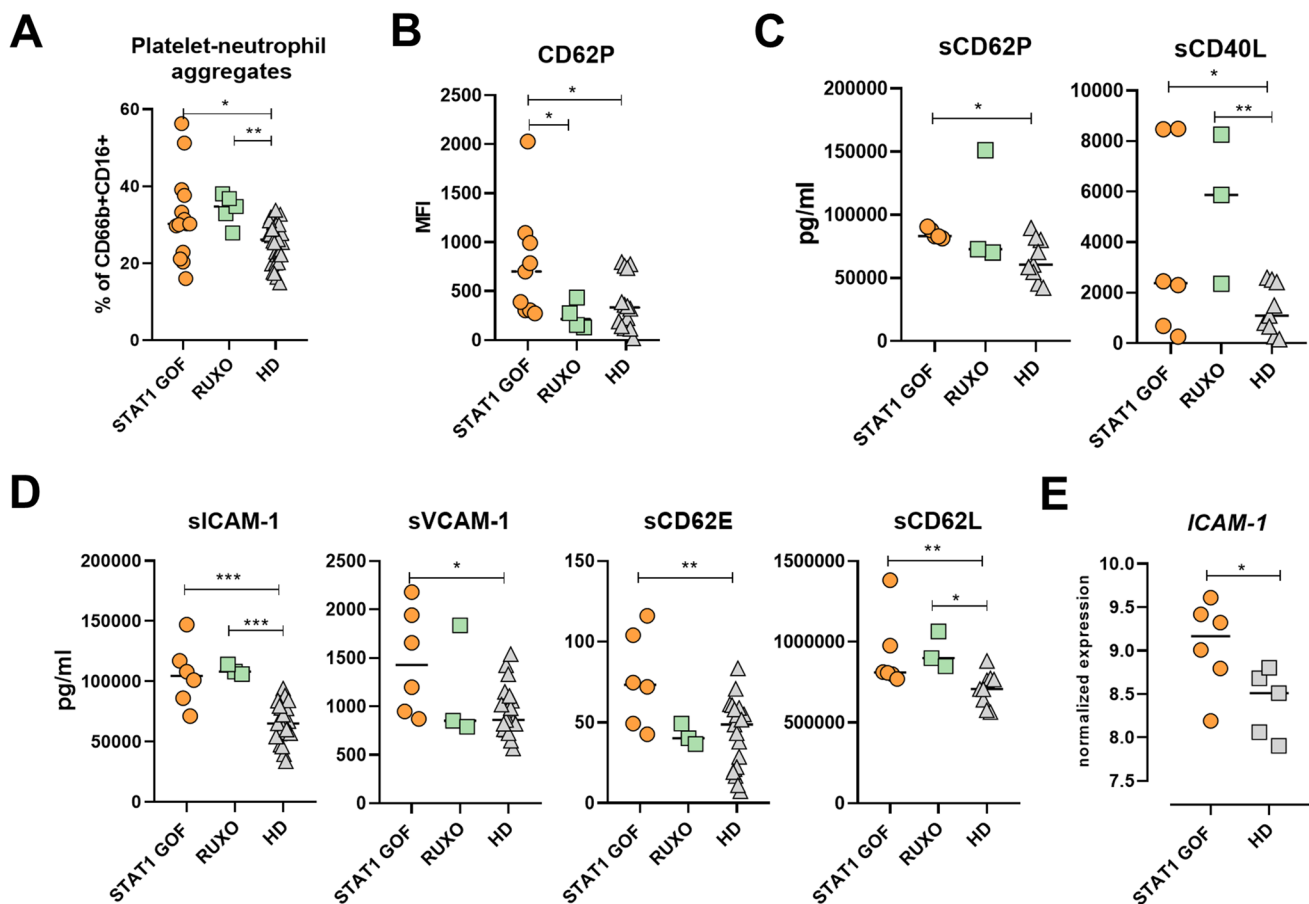 A
Platelet-neutrophil
aggregates
% of CD66b+CD16+
60
40
20
0
*
**
STAT1 GOF
RUXO
HD
B
CD62P
MFI
2500
2000
1500
1000
500
0
*
*
STAT1 GOF
RUXO
HD
C
sCD62P
pg/ml
200000
150000
100000
50000
0
*
STAT1 GOF
RUXO
HD
sCD40L
10000
8000
6000
4000
2000
0
*
**
STAT1 GOF
RUXO
HD
D
sICAM-1
pg/ml
200000
150000
100000
50000
0
***
***
STAT1 GOF
RUXO
HD
sVCAM-1
2500
2000
1500
1000
500
0
*
STAT1 GOF
RUXO
HD
sCD62E
150
100
50
0
**
STAT1 GOF
RUXO
HD
sCD62L
1500000
1000000
500000
0
**
*
STAT1 GOF
RUXO
HD
E
ICAM-1
normalized expression
10.0
9.5
9.0
8.5
8.0
7.5
*
STAT1 GOF
HD